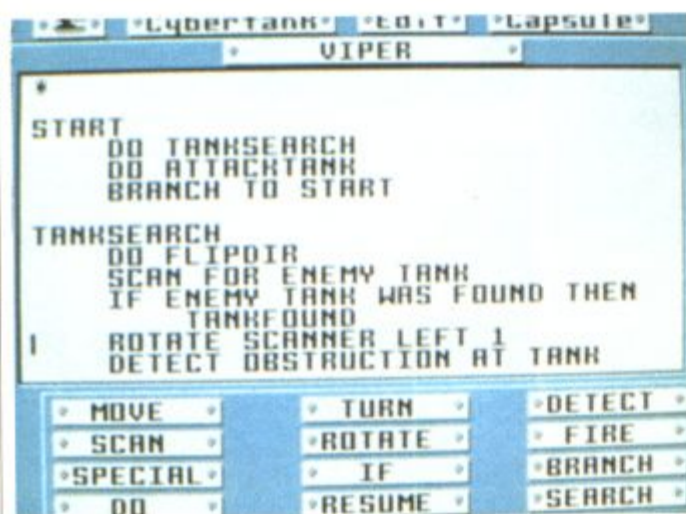 Cybertank Edit Capsule
VIPER
*
START
DO TANKSEARCH
DO ATTACKTANK
BRANCH TO START
TANKSEARCH
DO FLIPDIR
SCAN FOR ENEMY TANK
IF ENEMY TANK WAS FOUND THEN
TANKFOUND
ROTATE SCANNER LEFT 1
DETECT OBSTRUCTION AT TANK
MOVE TURN DETECT
SCAN ROTATE FIRE
SPECIAL IF BRANCH
DO RESUME SEARCH